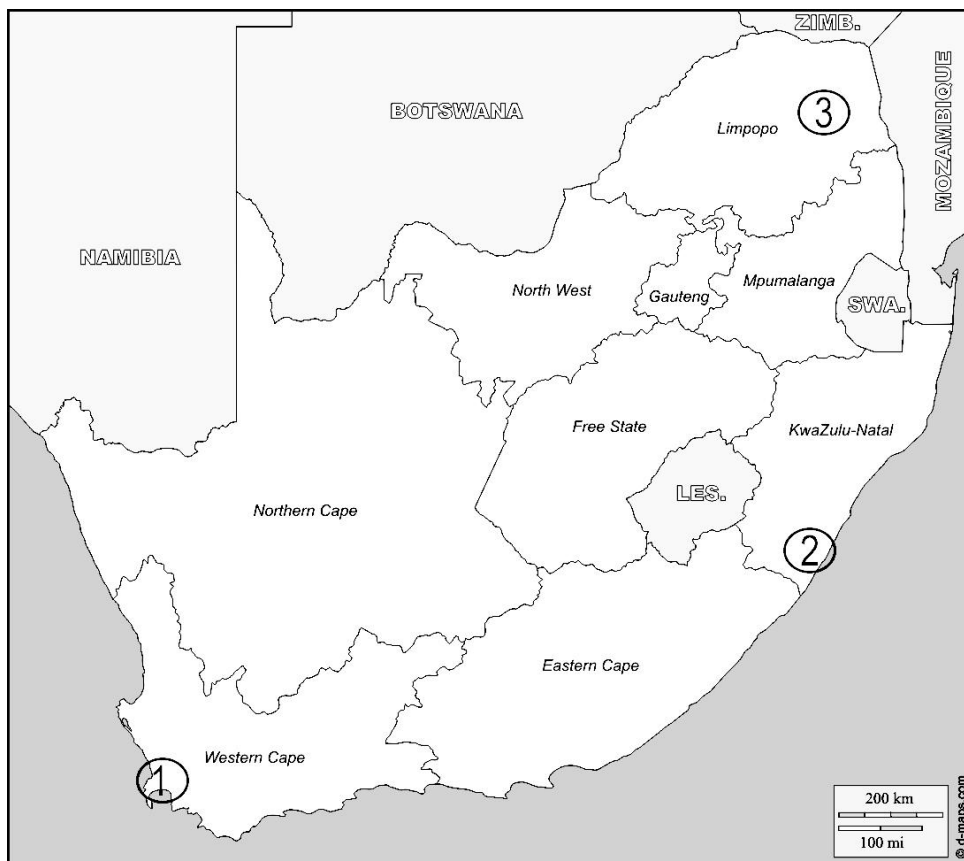 ZIMB.
BOTSWANA
3
Limpopo
MOZAMBIQUE
NAMIBIA
North West
Gauteng
Mpumalanga
SWA.
Free State
KwaZulu-Natal
LES.
Northern Cape
2
Eastern Cape
Western Cape
1
200 km
100 mi
© d-maps.com